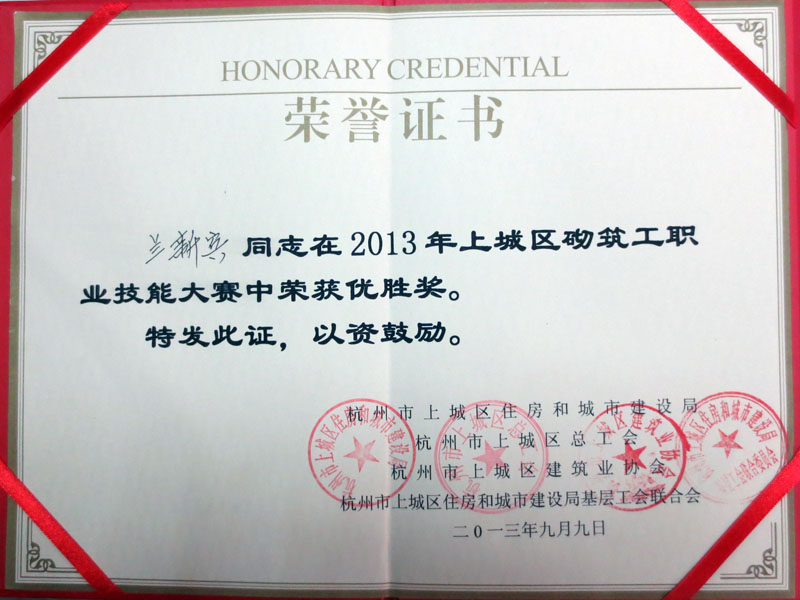 HONORARY CREDENTIAL
荣誉证书
同志在2013年上城区砌筑工职
业技能大赛中荣获优胜奖。
特发此证，以资鼓励。
杭州市上城区住房和城市建设局
杭州市上城区总工会
杭州市上城区建筑业协会
杭州市上城区住房和城市建设局基层工会联合会
二0一三年九月九日